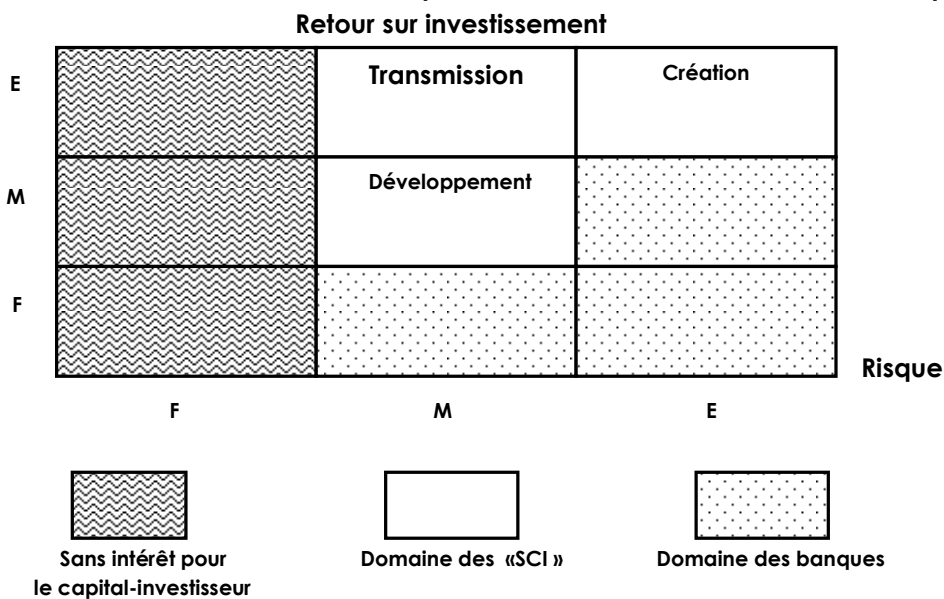 Retour sur investissement
E
Transmission
Création
M
Développement
F
Risque
F
M
E
Sans intérêt pour
le capital-investisseur
Domaine des «SCI »
Domaine des banques